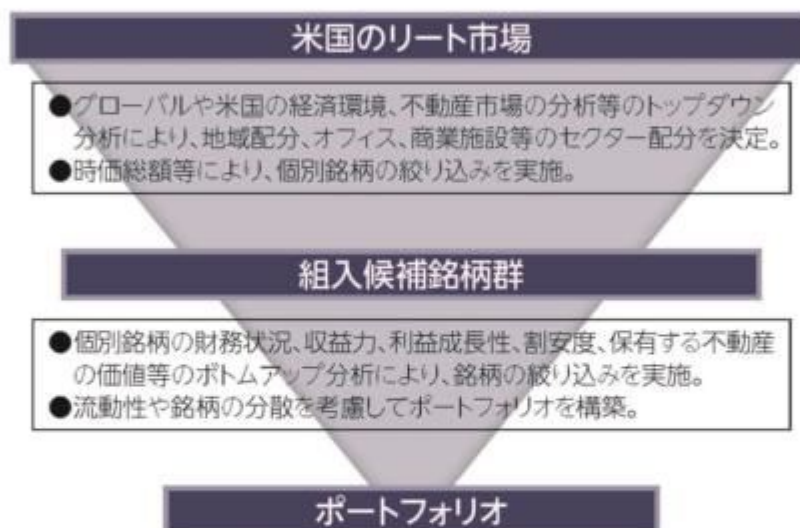 米国のリート市場
●グローバルや米国の経済環境、不動産市場の分析等のトップダウン
分析により、地域配分、オフィス、商業施設等のセクター配分を決定。
●時価総額等により、個別銘柄の絞り込みを実施。
組入候補銘柄群
●個別銘柄の財務状況、収益力、利益成長性、割安度、保有する不動産
の価値等のボトムアップ分析により、銘柄の絞り込みを実施。
●流動性や銘柄の分散を考慮してポートフォリオを構築。
ポートフォリオ